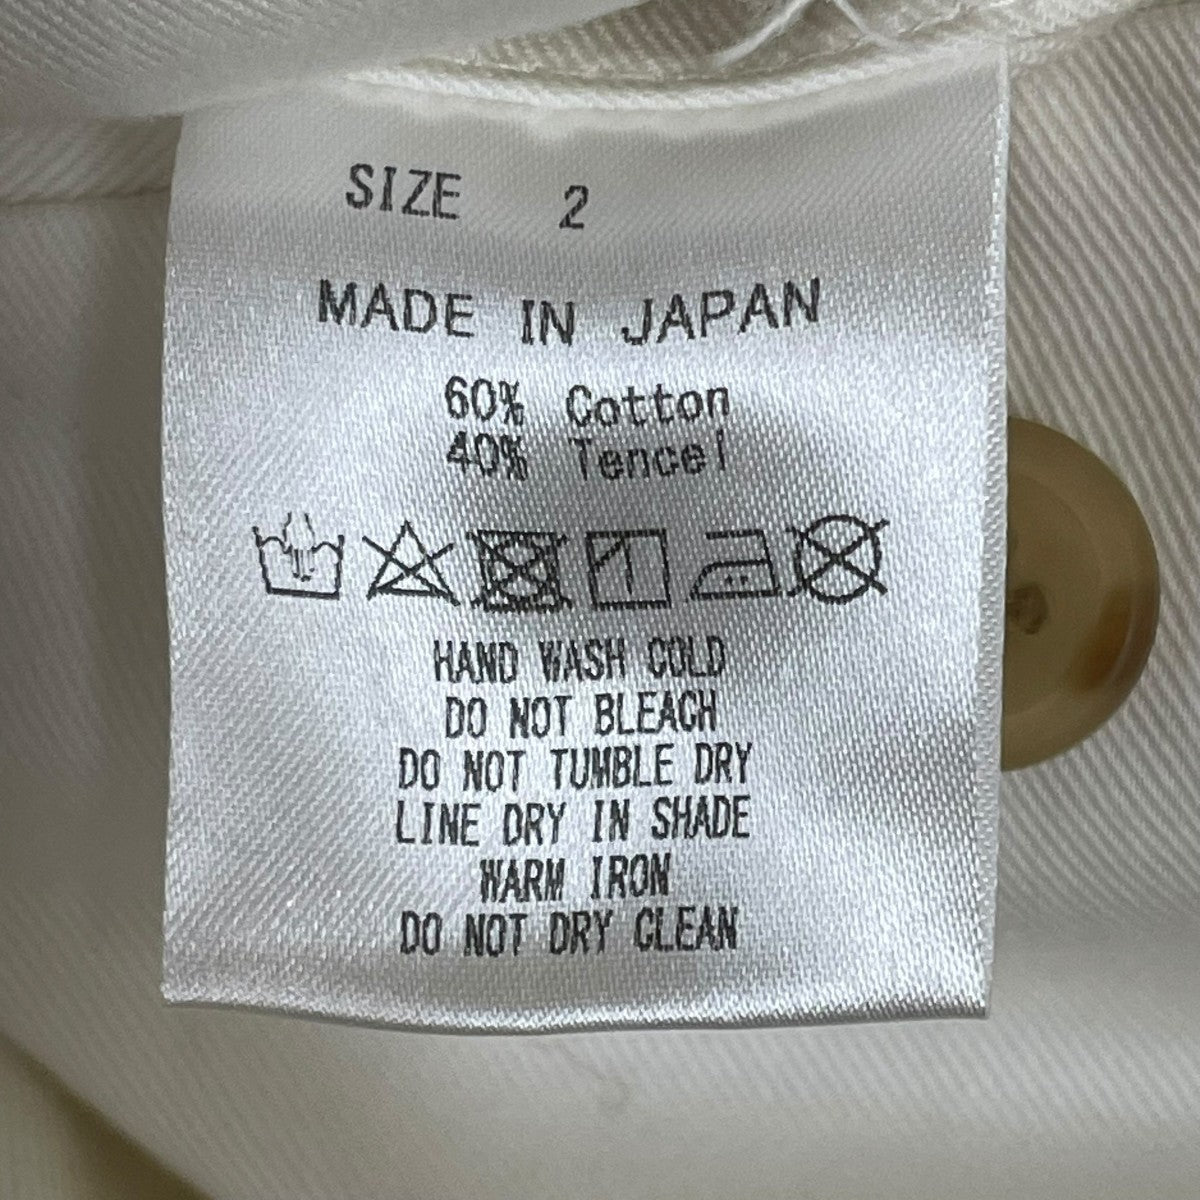 SIZE 2
MADE IN JAPAN
60% Cotton
40% Tencel
HAND WASH COLD
DO NOT BLEACH
DO NOT TUMBLE DRY
LINE DRY IN SHADE
WARM IRON
DO NOT DRY CLEAN